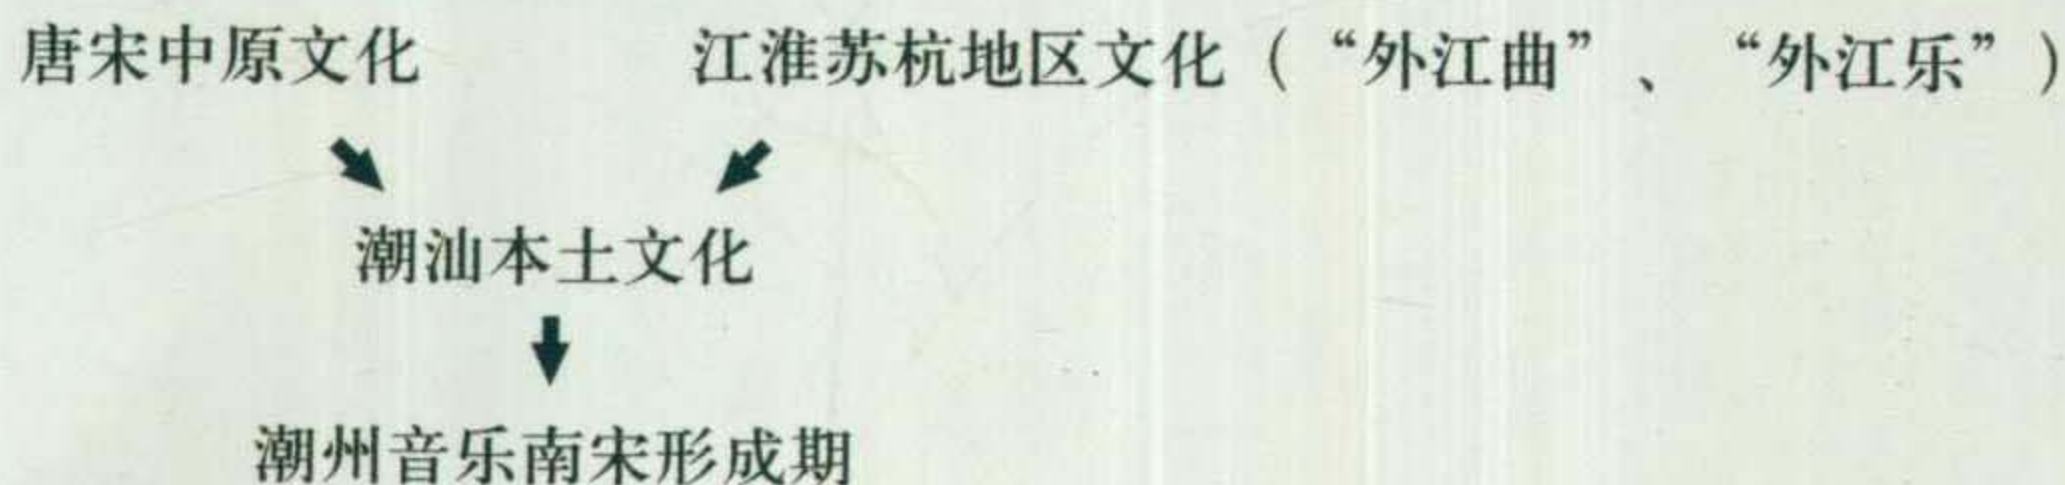 唐宋中原文化 江淮苏杭地区文化(“外江曲”、“外江乐”)
潮汕本土文化
潮州音乐南宋形成期